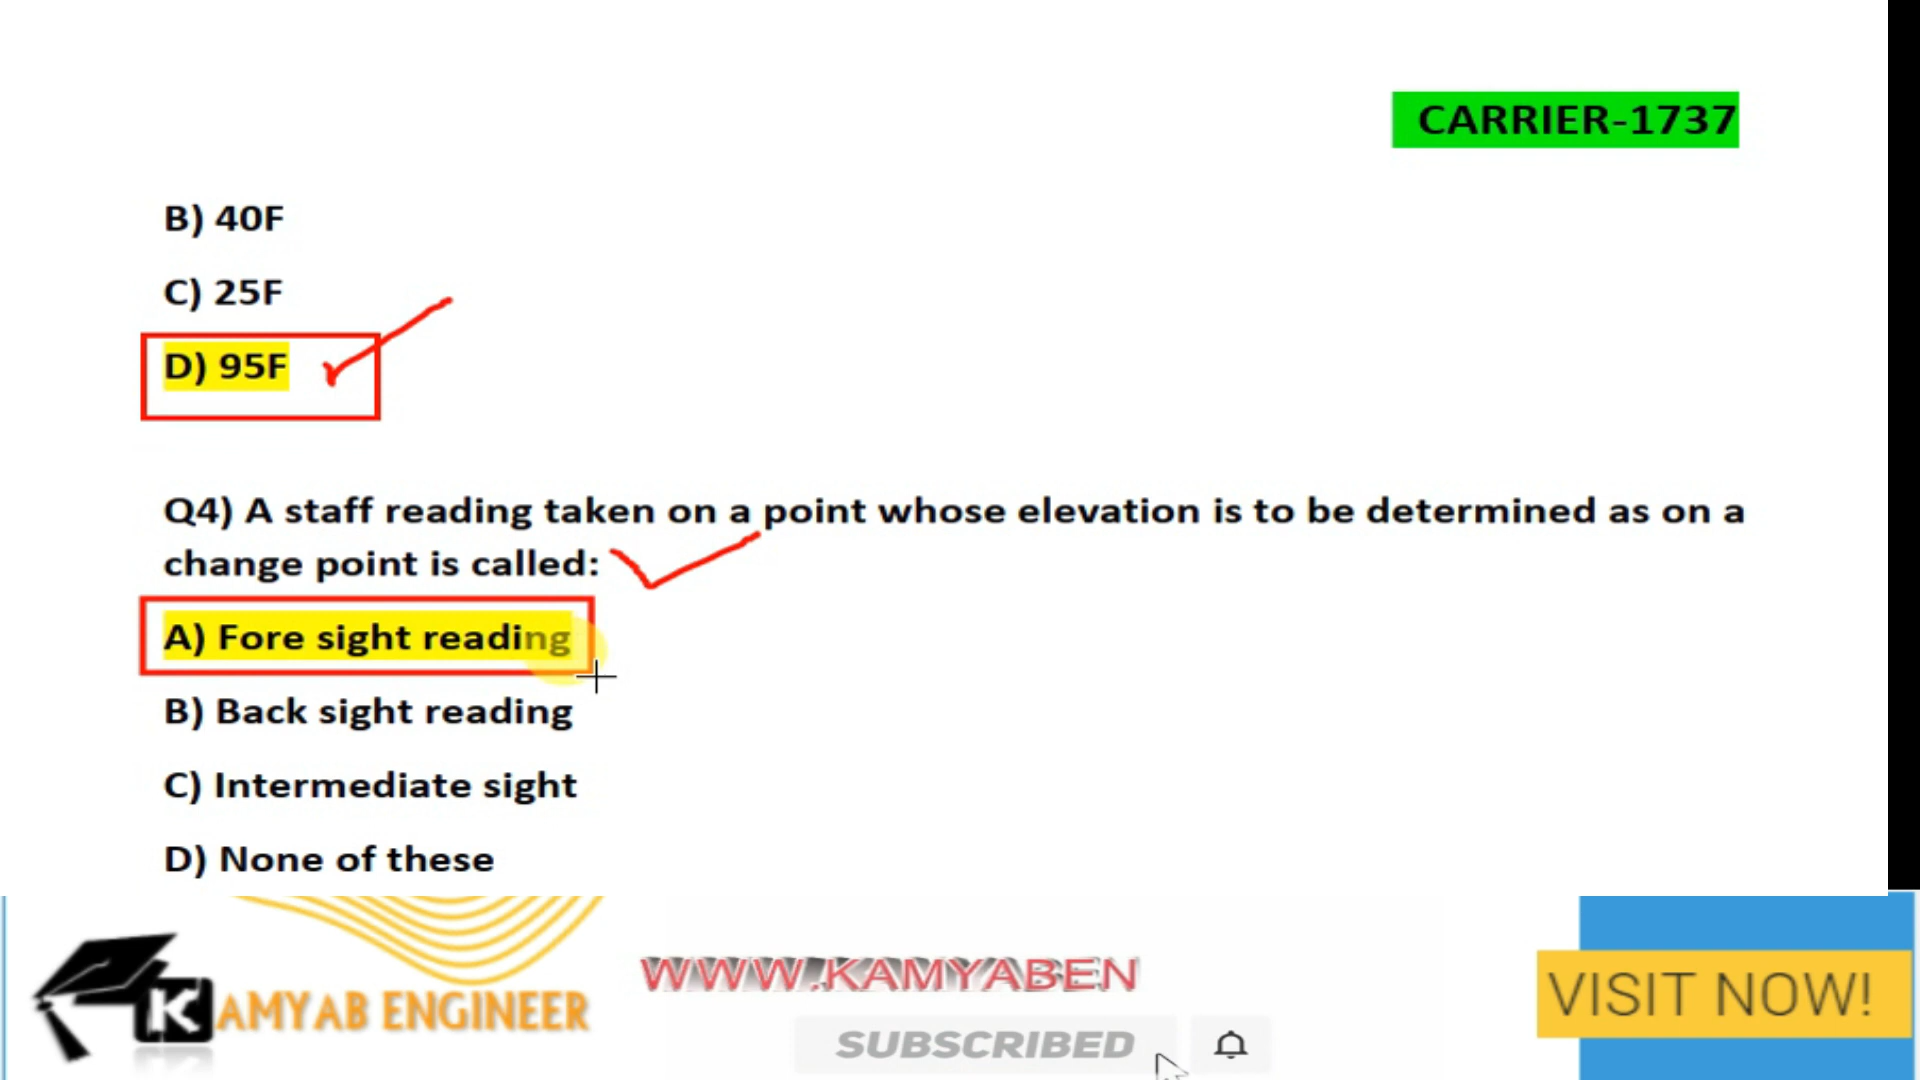 CARRIER-1737
B) 40F
C) 25F
D) 95F
Q4) A staff reading taken on a point whose elevation is to be determined as on a
change point is called:
A) Fore sight reading
B) Back sight reading
C) Intermediate sight
D) None of these
KAMYAB ENGINEER
WWW.KAMYABEN
VISIT NOW!
SUBSCRIBED